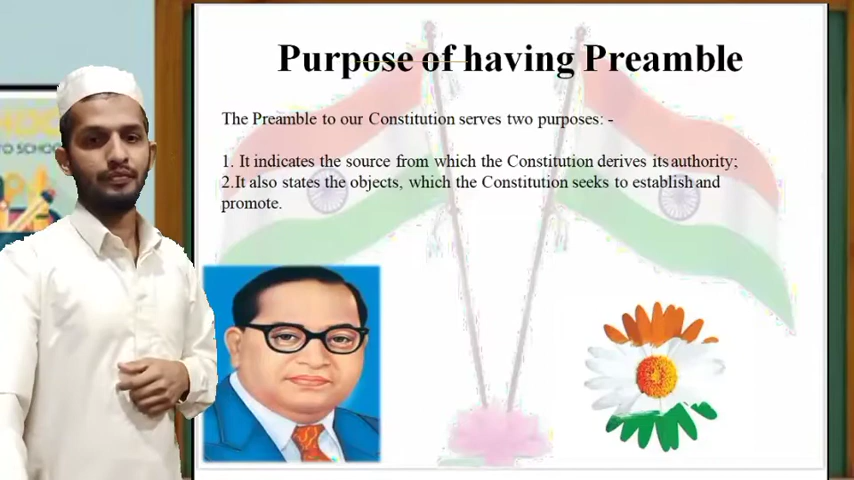 Purpose of having Preamble
The Preamble to our Constitution serves two purposes: -
1. It indicates the source from which the Constitution derives its authority;
2.It also states the objects, which the Constitution seeks to establish and
promote.
TO SCHOO